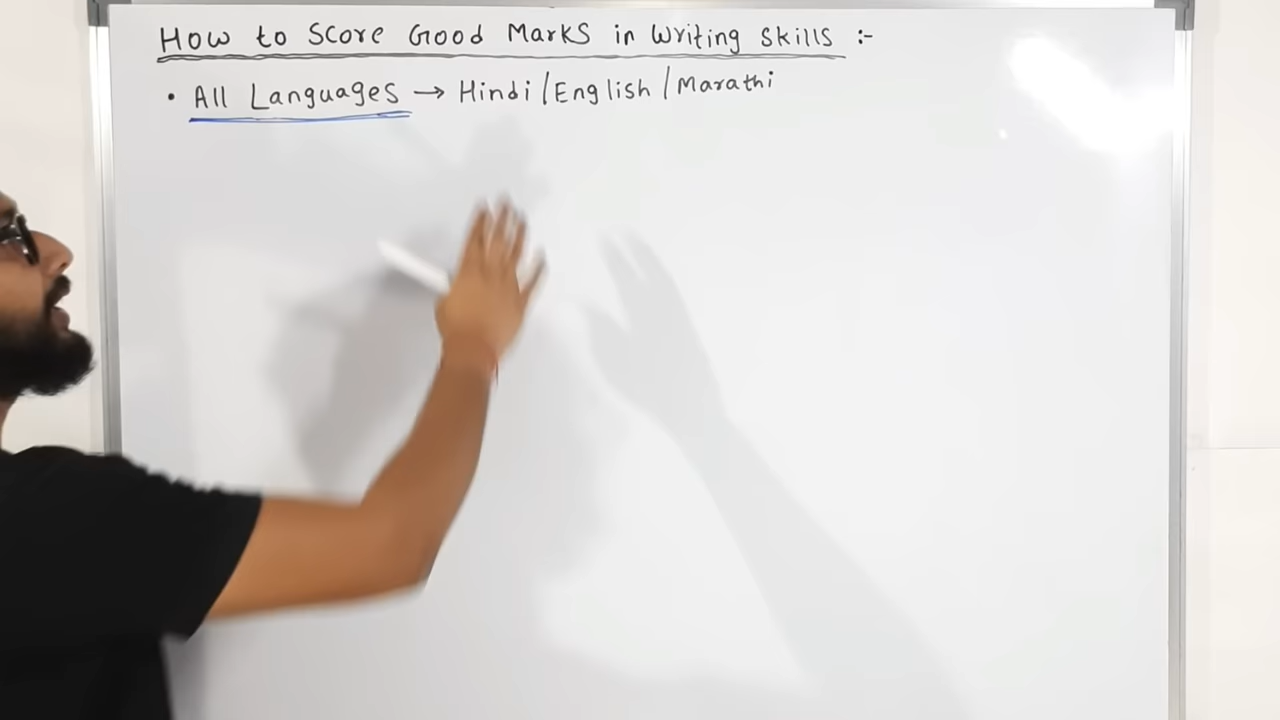 How to Score Good Marks in Writing Skills :-
• All Languages → Hindi/English/Marathi